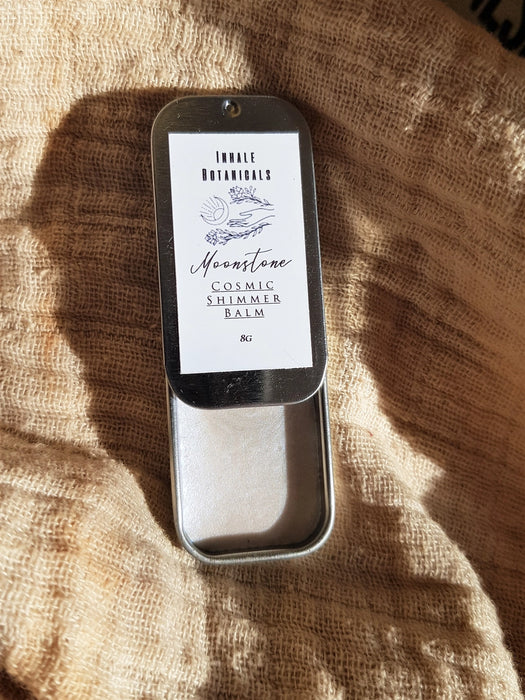 Inhale
Botanicals
Moonstone
Cosmic
Shimmer
Balm
8G